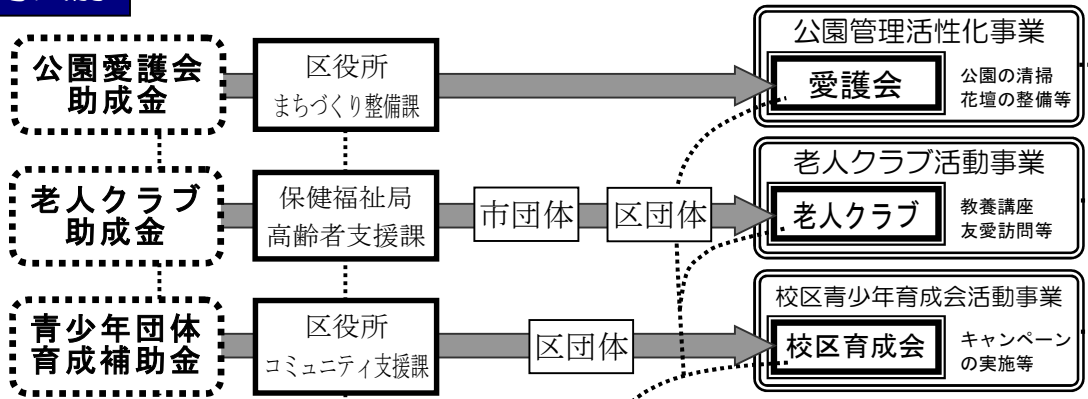 公園愛護会
助成金
区役所
まちづくり整備課
公園管理活性化事業
愛護会
公園の清掃
花壇の整備等
老人クラブ
助成金
保健福祉局
高齢者支援課
市団体
区団体
老人クラブ活動事業
老人クラブ
教養講座
友愛訪問等
青少年団体
育成補助金
区役所
コミュニティ支援課
区団体
校区青少年育成会活動事業
校区育成会
キャンペーン
の実施等